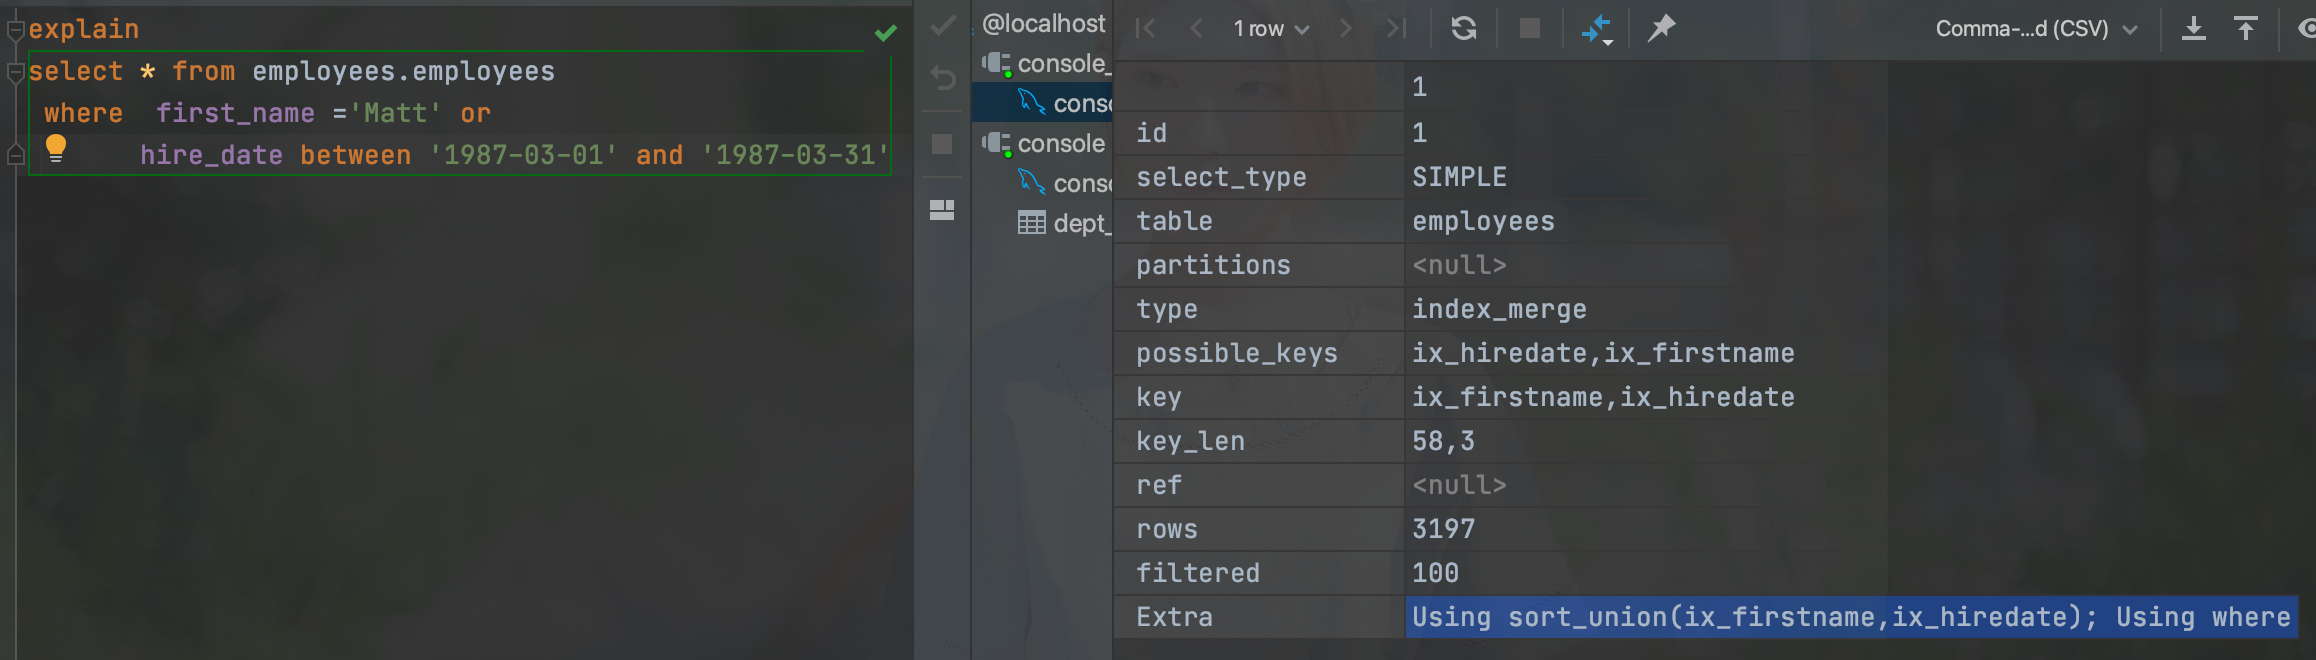 explain
select * from employees.employees
where  first_name ='Matt' or
hire_date between '1987-03-01' and '1987-03-31'
@localhost
console_
conso
console
conso
dept_
1 row
Comma-...d (CSV)
1
id 1
select_type SIMPLE
table employees
partitions <null>
type index_merge
possible_keys ix_hiredate,ix_firstname
key ix_firstname,ix_hiredate
key_len 58,3
ref <null>
rows 3197
filtered 100
Extra Using sort_union(ix_firstname,ix_hiredate); Using where